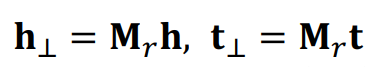 h⊥ = Mᵣh, t⊥ = Mᵣt